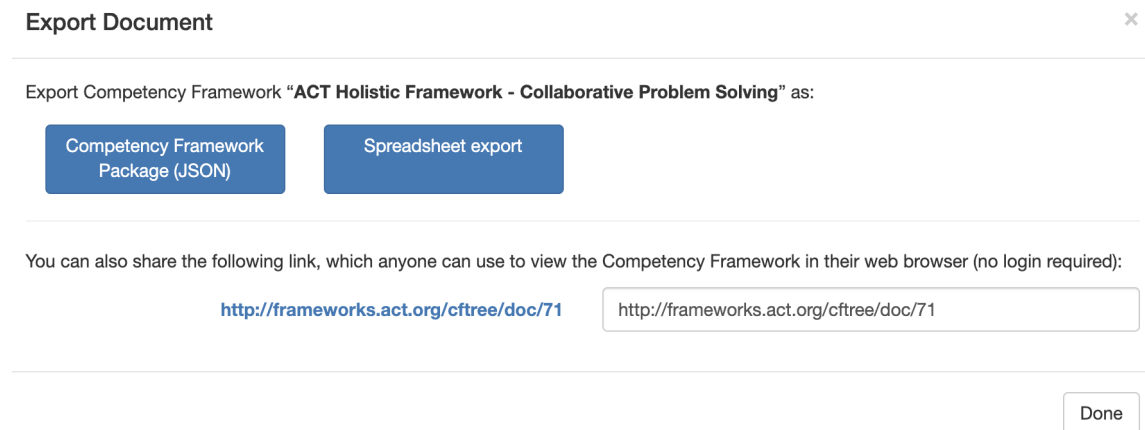 Export Document
×
Export Competency Framework “ACT Holistic Framework - Collaborative Problem Solving” as:
Competency Framework
Package (JSON)
Spreadsheet export
You can also share the following link, which anyone can use to view the Competency Framework in their web browser (no login required):
http://frameworks.act.org/cftree/doc/71
http://frameworks.act.org/cftree/doc/71
Done